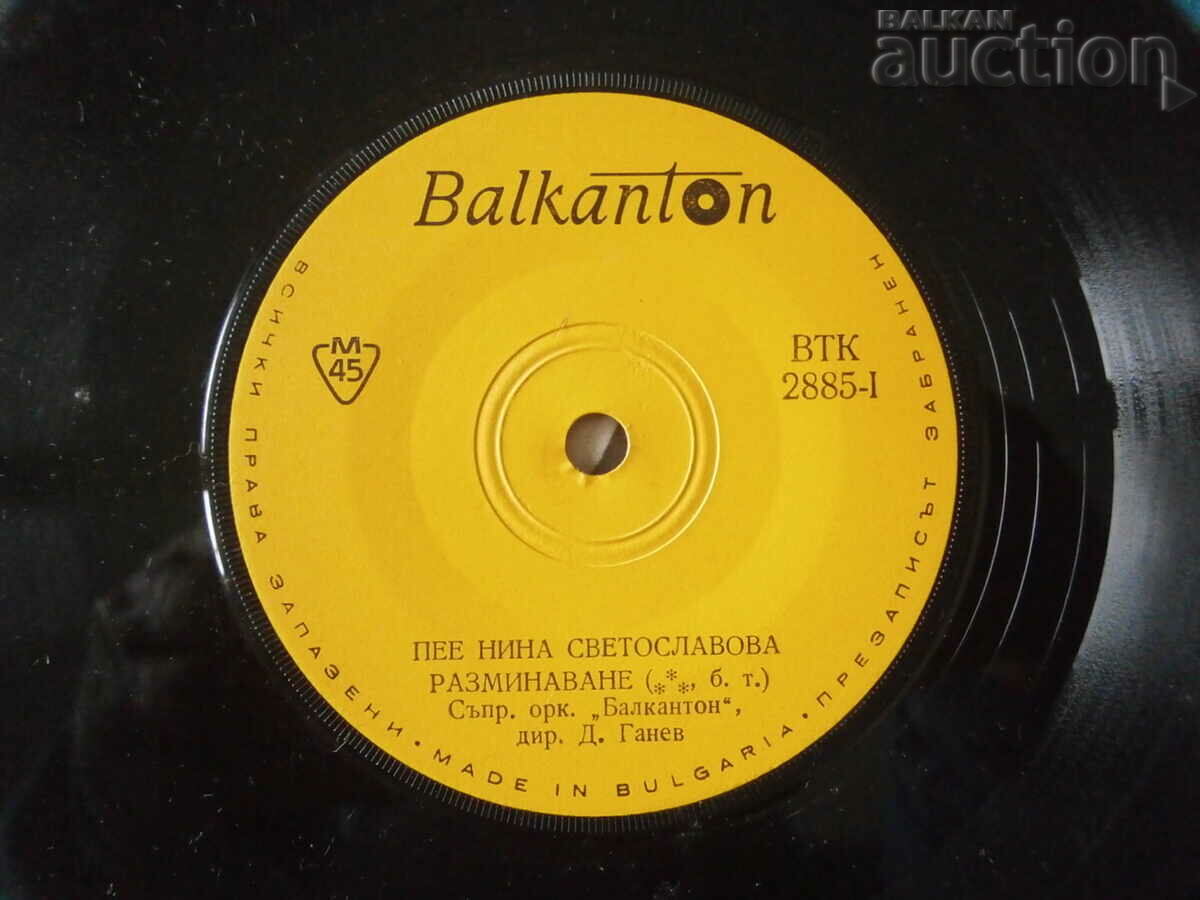 BALKAN
auction
Balkanton
M
45
ВТК
2885-I
ПЕЕ НИНА СВЕТОСЛАВОВА
РАЗМИНАВАНЕ (***, б. т.)
Съпр. орк. „Балкантон“,
дир. Д. Ганев
ВСИЧКИ ПРАВА ЗАПАЗЕНИ • MADE IN BULGARIA • ПРЕЗАПИСЪТ ЗАБРАНЕН